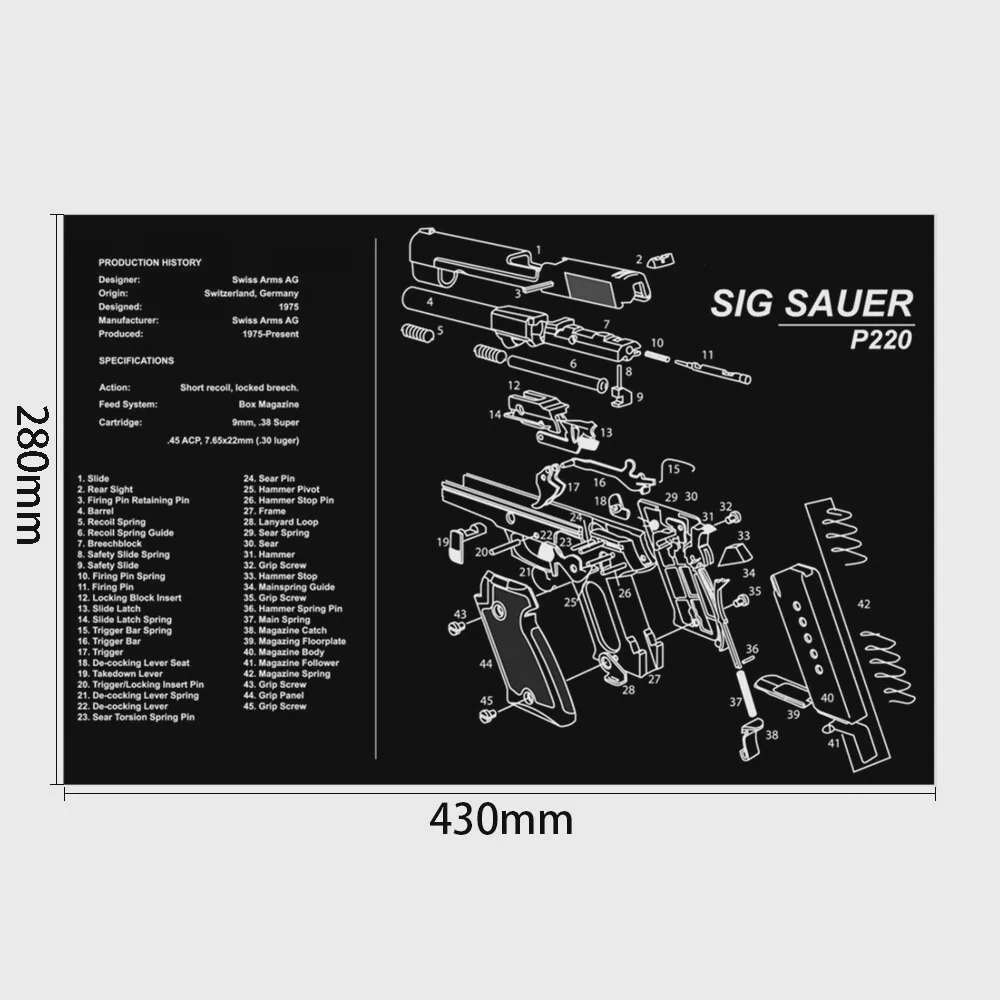 PRODUCTION HISTORY
Designer: Swiss Arms AG
Origin: Switzerland, Germany
Designed: 1975
Manufacturer: Swiss Arms AG
Produced: 1975-Present
SPECIFICATIONS
Action: Short recoil, locked breech.
Feed System: Box Magazine
Cartridge: 9mm, .38 Super
.45 ACP, 7.65x22mm (.30 luger)
1. Slide
2. Rear Sight
3. Firing Pin Retaining Pin
4. Barrel
5. Recoil Spring
6. Recoil Spring Guide
7. Breechblock
8. Safety Slide Spring
9. Safety Slide
10. Firing Pin Spring
11. Firing Pin
12. Locking Block Insert
13. Slide Latch
14. Slide Latch Spring
15. Trigger Bar Spring
16. Trigger Bar
17. Trigger
18. De-cocking Lever Seat
19. Takedown Lever
20. Trigger/Locking Insert Pin
21. De-cocking Lever Spring
22. De-cocking Lever
23. Sear Torsion Spring Pin
24. Sear Pin
25. Hammer Pivot
26. Hammer Stop Pin
27. Frame
28. Lanyard Loop
29. Sear Spring
30. Sear
31. Hammer
32. Grip Screw
33. Hammer Stop
34. Mainspring Guide
35. Grip Screw
36. Hammer Spring Pin
37. Main Spring
38. Magazine Catch
39. Magazing Floorplate
40. Magazine Body
41. Magazine Follower
42. Magazine Spring
43. Grip Screw
44. Grip Panel
45. Grip Screw
SIG SAUER
P220
1
2
3
4
5
6
7
8
9
10
11
12
13
14
15
16
17
18
19
20
21
22
23
24
25
26
27
28
29
30
31
32
33
34
35
36
37
38
39
40
41
42
43
44
45
280mm
430mm